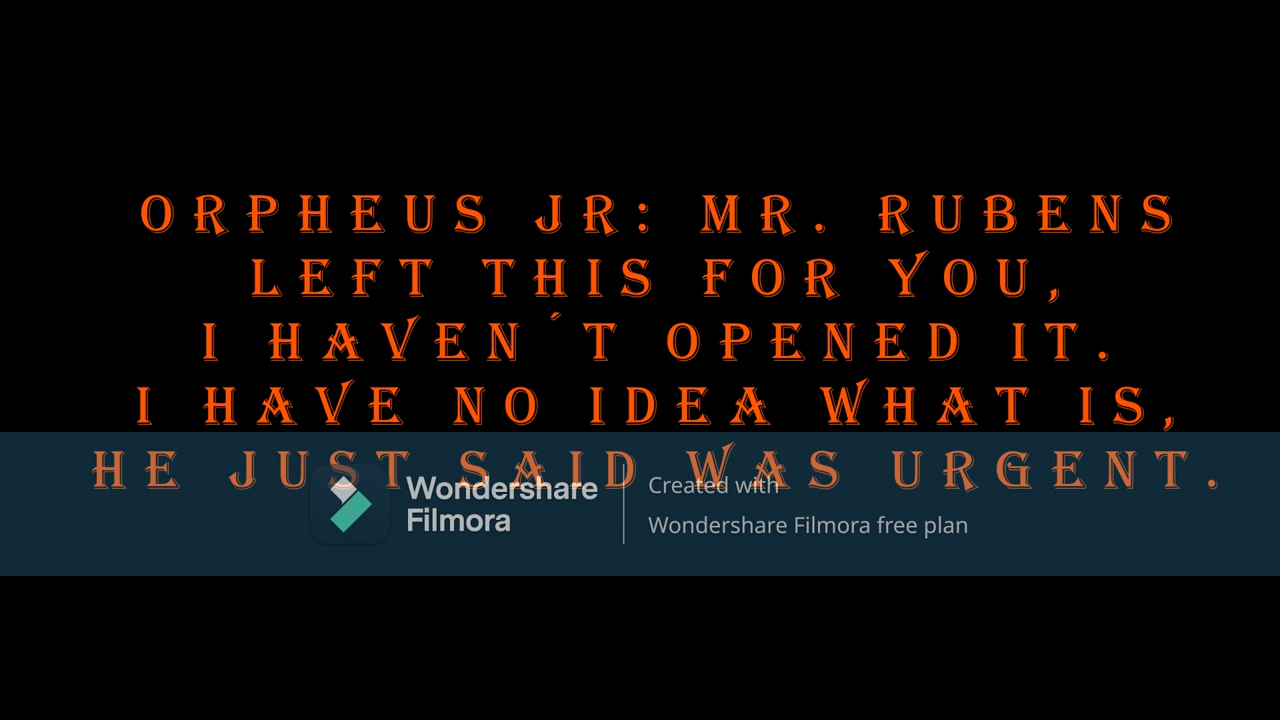 ORPHEUS JR: MR. RUBENS
LEFT THIS FOR YOU,
I HAVEN´T OPENED IT.
I HAVE NO IDEA WHAT IS,
HE JUST SAID WAS URGENT.
Wondershare
Filmora
Created with
Wondershare Filmora free plan